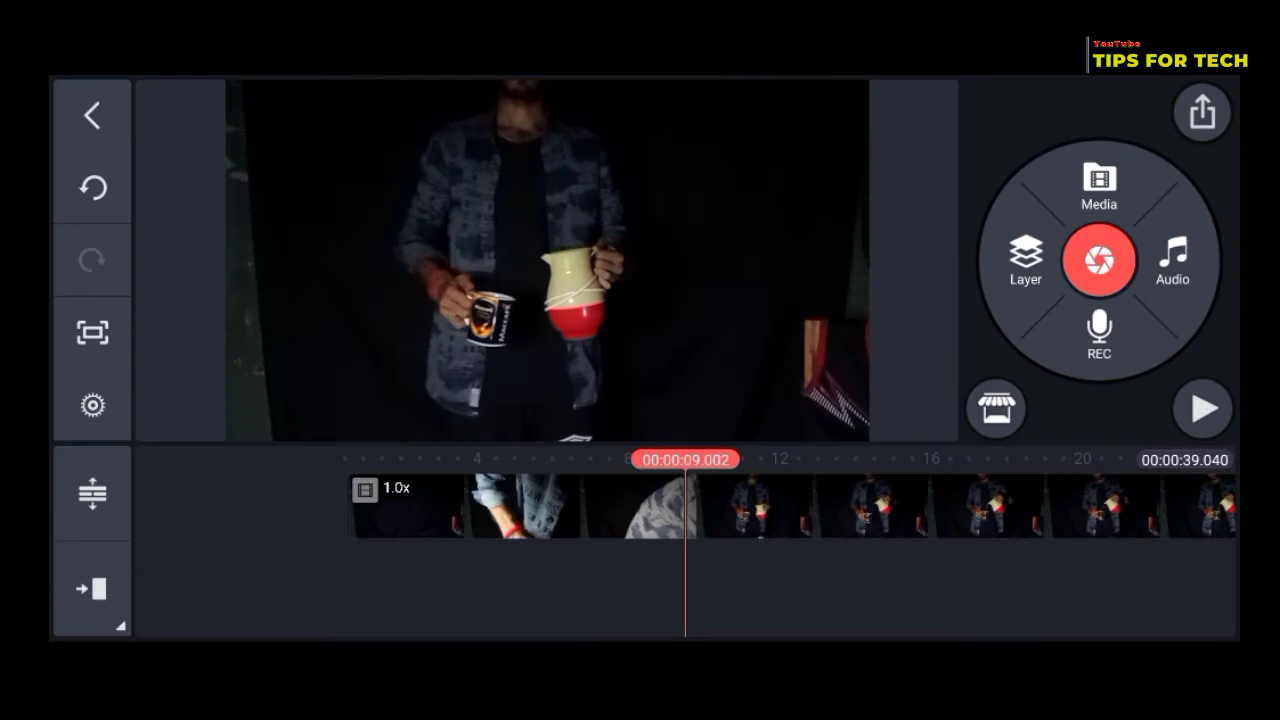 YouTube
TIPS FOR TECH
Media
Layer
Audio
REC
MAXCAFE
4
8
00:00:09.002
12
16
20
00:00:39.040
1.0x